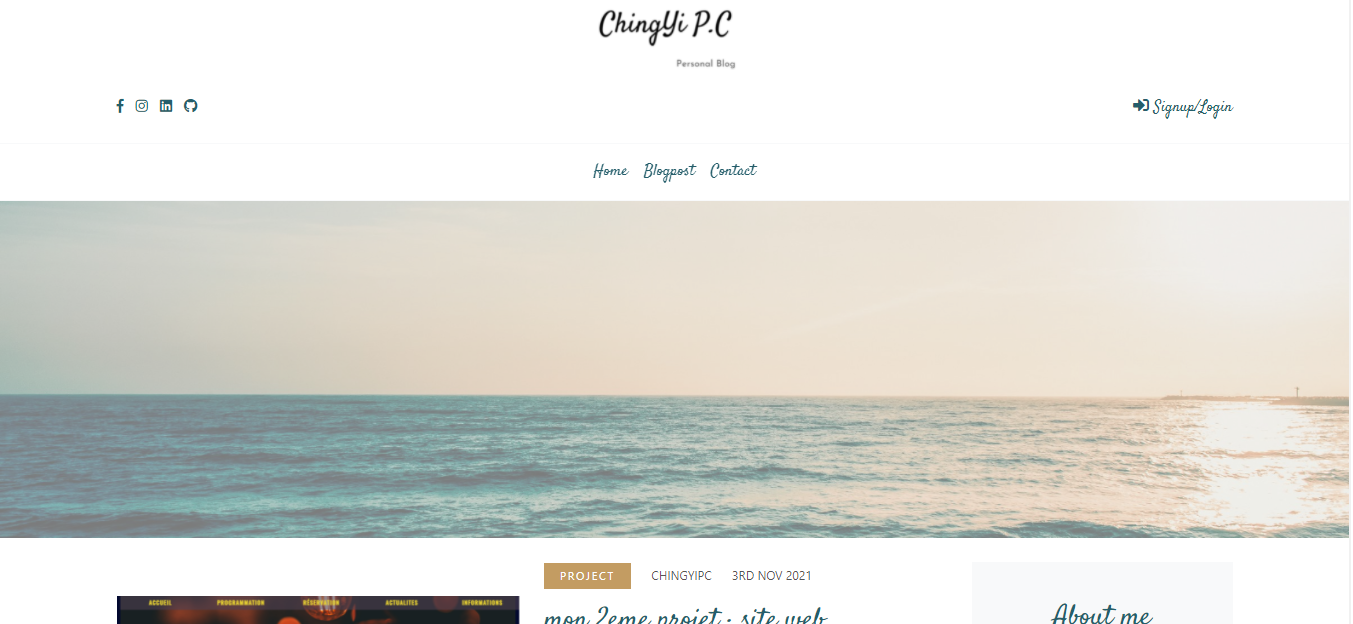 ChingYi P.C
Personal Blog
Signup/Login
Home Blogpost Contact
PROJECT CHINGYIPC 3RD NOV 2021
ACCUEIL PROGRAMMATION RÉSERVATION ACTUALITES INFORMATIONS
mon 2eme projet : site web
About me